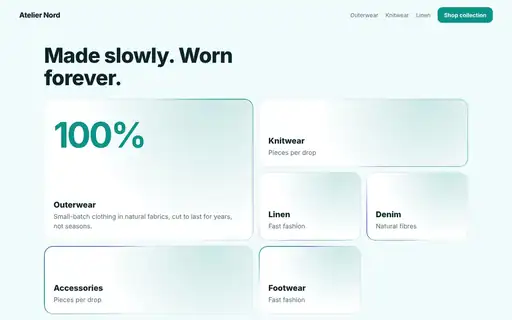 Atelier Nord
Outerwear
Knitwear
Linen
Shop collection
Made slowly. Worn
forever.
100%
Outerwear
Small-batch clothing in natural fabrics, cut to last for years,
not seasons.
Knitwear
Pieces per drop
Linen
Fast fashion
Denim
Natural fibres
Accessories
Pieces per drop
Footwear
Fast fashion